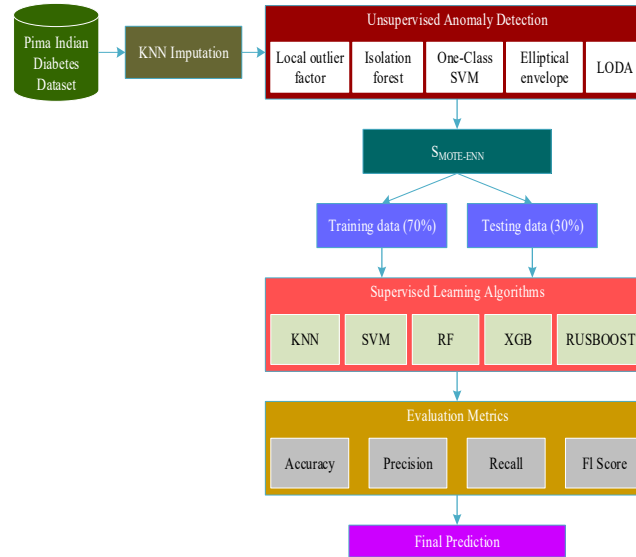 Pima Indian
Diabetes
Dataset
KNN Imputation
Unsupervised Anomaly Detection
Local outlier
factor
Isolation
forest
One-Class
SVM
Elliptical
envelope
LODA
SMOTE-ENN
Training data (70%)
Testing data (30%)
Supervised Learning Algorithms
KNN
SVM
RF
XGB
RUSBOOST
Evaluation Metrics
Accuracy
Precision
Recall
Fl Score
Final Prediction